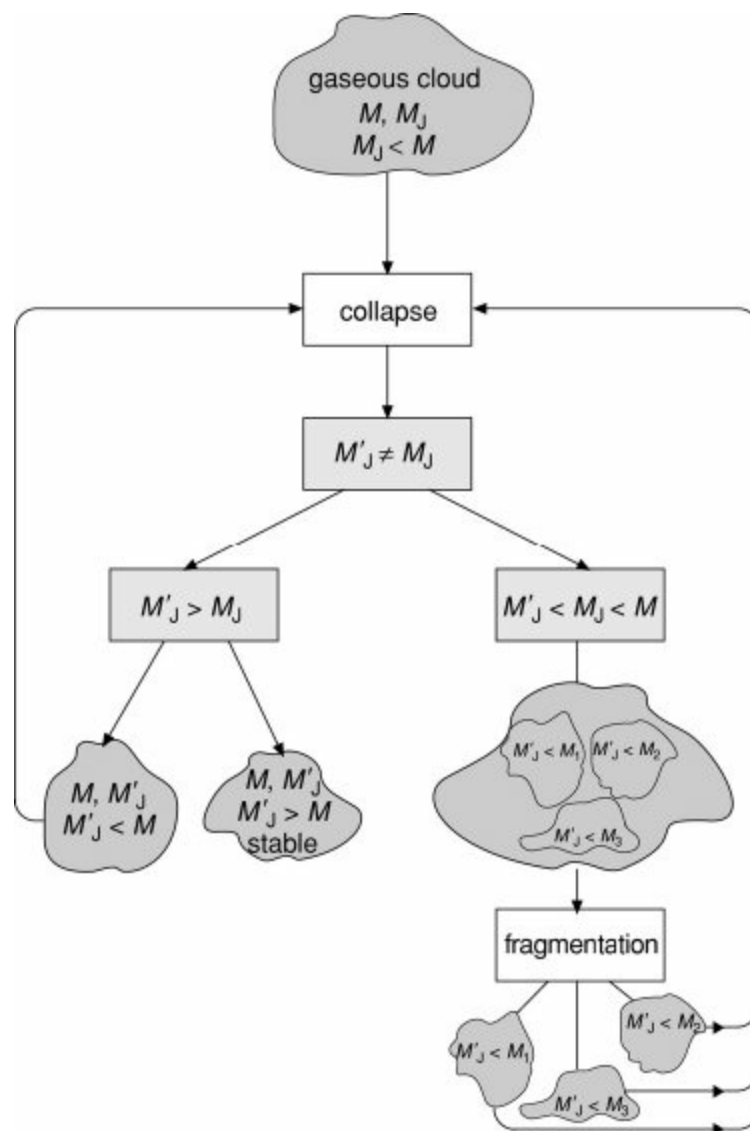 gaseous cloud
M, M_J
M_J < M
collapse
M'_J ≠ M_J
M'_J > M_J
M'_J < M_J < M
M, M'_J
M'_J < M
M, M'_J
M'_J > M
stable
M'_J < M_1
M'_J < M_2
M'_J < M_3
fragmentation
M'_J < M_1
M'_J < M_2
M'_J < M_3